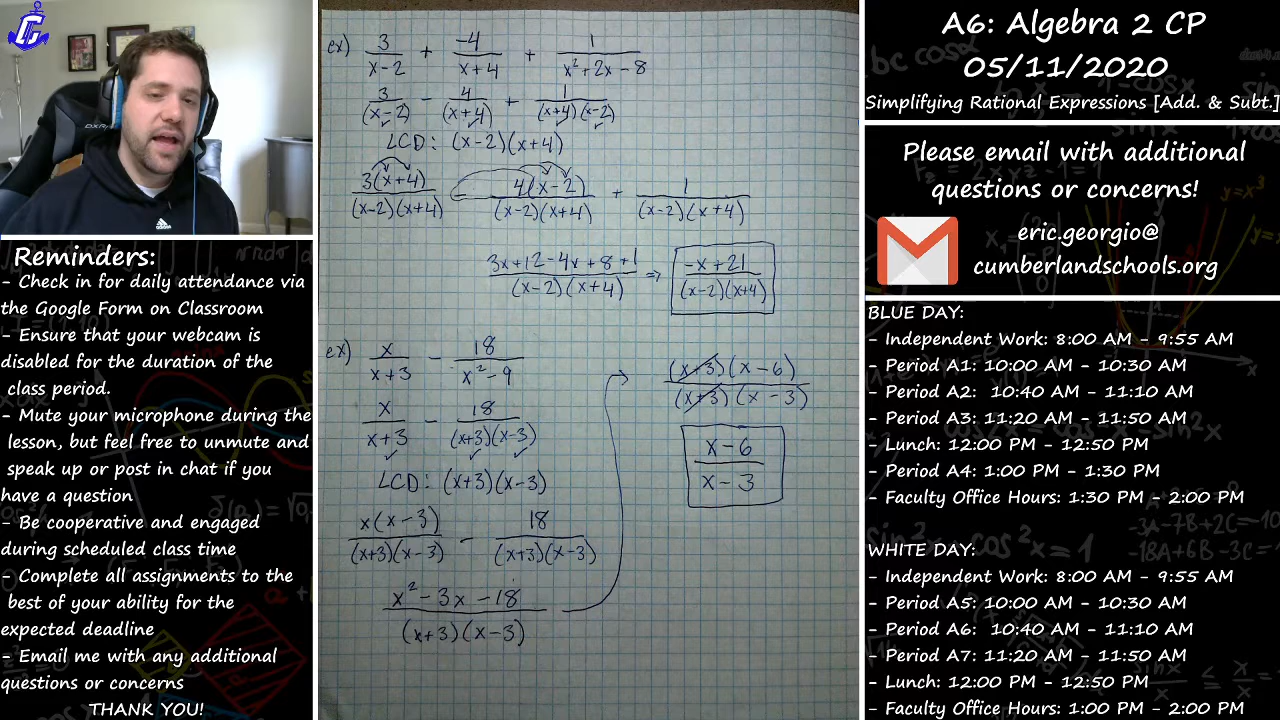 C
ex) 3/(x-2) + -4/(x+4) + 1/(x²+2x-8)
3/(x-2) - 4/(x+4) + 1/((x+4)(x-2))
LCD: (x-2)(x+4)
3(x+4)/((x-2)(x+4)) - 4(x-2)/((x-2)(x+4)) + 1/((x-2)(x+4))
(3x+12-4x+8+1)/((x-2)(x+4)) ⇒ (-x+21)/((x-2)(x+4))
ex) x/(x+3) - 18/(x²-9)
x/(x+3) - 18/((x+3)(x-3))
LCD: (x+3)(x-3)
x(x-3)/((x+3)(x-3)) - 18/((x+3)(x-3))
(x²-3x-18)/((x+3)(x-3))
(x+3)(x-6)/((x+3)(x-3))
(x-6)/(x-3)
Reminders:
- Check in for daily attendance via
the Google Form on Classroom
- Ensure that your webcam is
disabled for the duration of the
class period.
- Mute your microphone during the
lesson, but feel free to unmute and
speak up or post in chat if you
have a question
- Be cooperative and engaged
during scheduled class time
- Complete all assignments to the
best of your ability for the
expected deadline
- Email me with any additional
questions or concerns
THANK YOU!
A6: Algebra 2 CP
05/11/2020
Simplifying Rational Expressions [Add. & Subt.]
Please email with additional
questions or concerns!
eric.georgio@
cumberlandschools.org
BLUE DAY:
- Independent Work: 8:00 AM - 9:55 AM
- Period A1: 10:00 AM - 10:30 AM
- Period A2: 10:40 AM - 11:10 AM
- Period A3: 11:20 AM - 11:50 AM
- Lunch: 12:00 PM - 12:50 PM
- Period A4: 1:00 PM - 1:30 PM
- Faculty Office Hours: 1:30 PM - 2:00 PM
WHITE DAY:
- Independent Work: 8:00 AM - 9:55 AM
- Period A5: 10:00 AM - 10:30 AM
- Period A6: 10:40 AM - 11:10 AM
- Period A7: 11:20 AM - 11:50 AM
- Lunch: 12:00 PM - 12:50 PM
- Faculty Office Hours: 1:00 PM - 2:00 PM